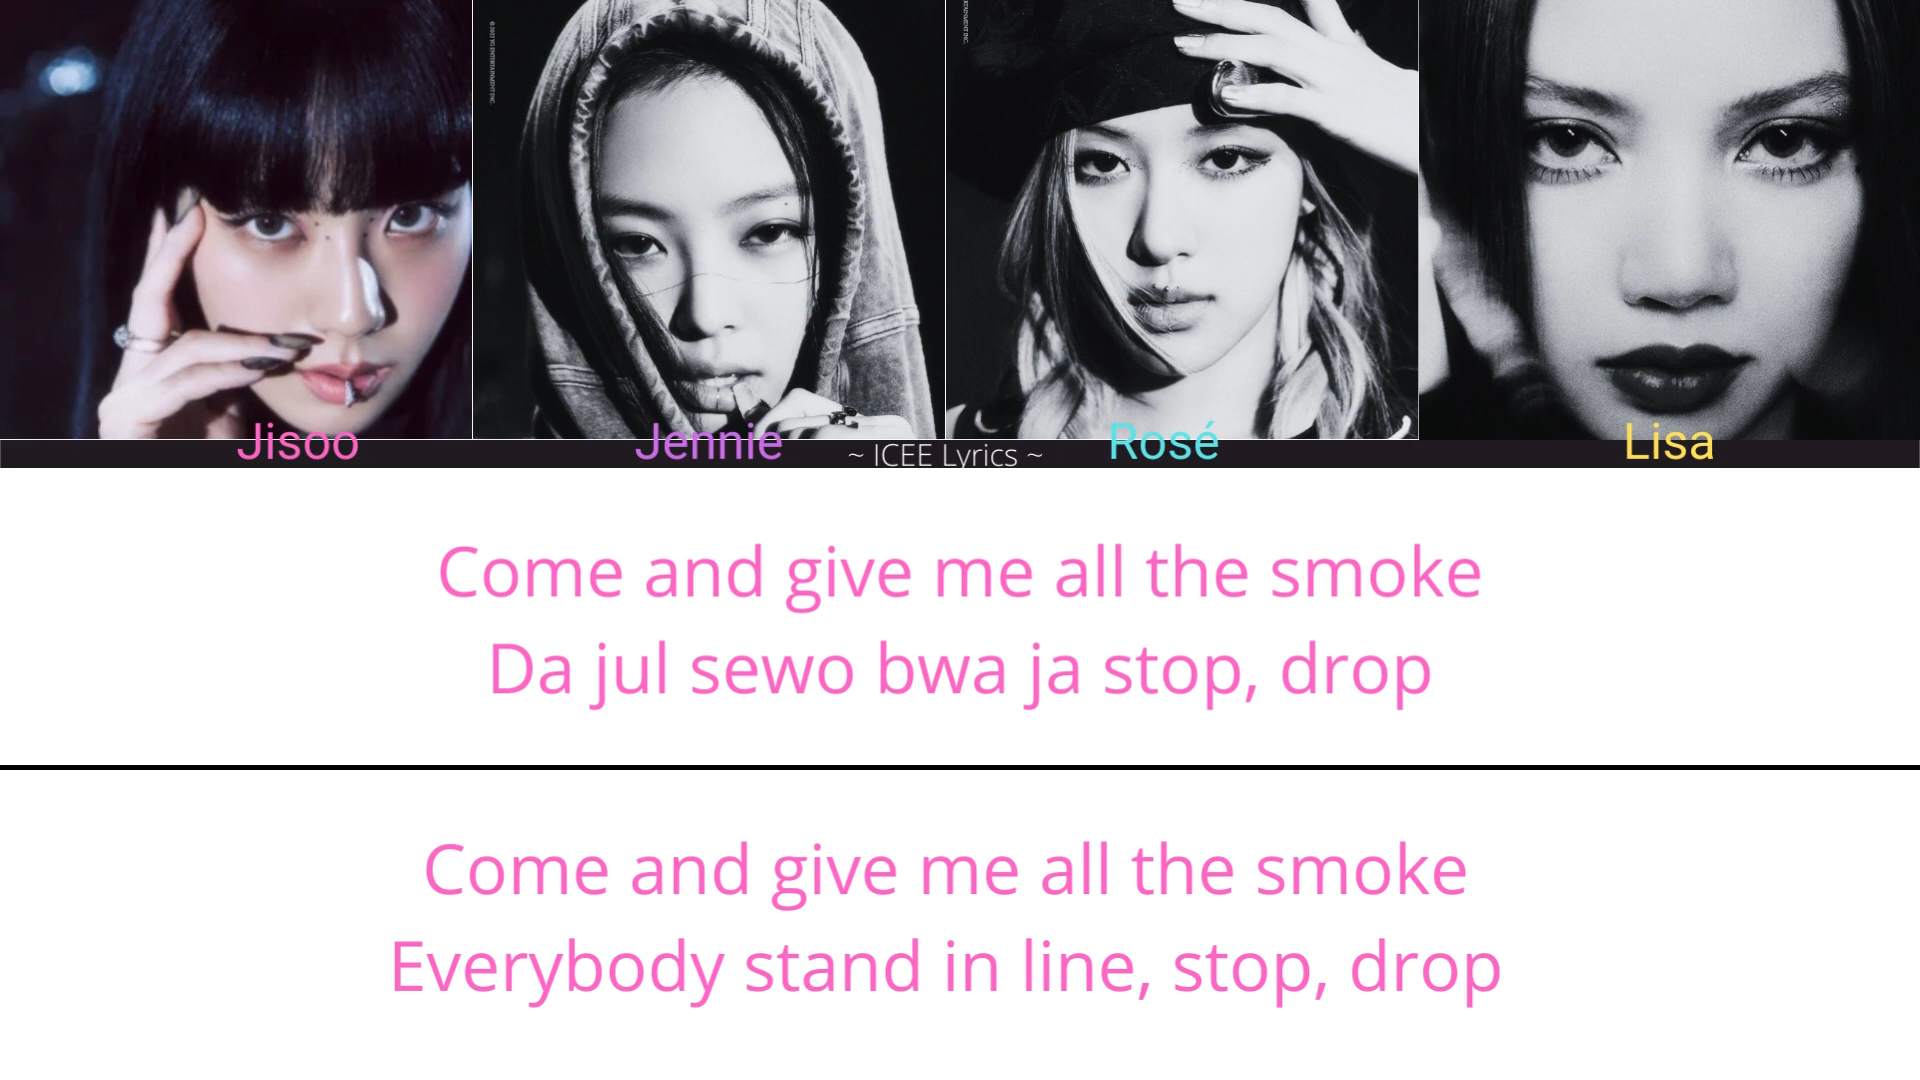 Jisoo
Jennie
~ ICEE Lyrics ~
Rosé
Lisa
Come and give me all the smoke
Da jul sewo bwa ja stop, drop
Come and give me all the smoke
Everybody stand in line, stop, drop